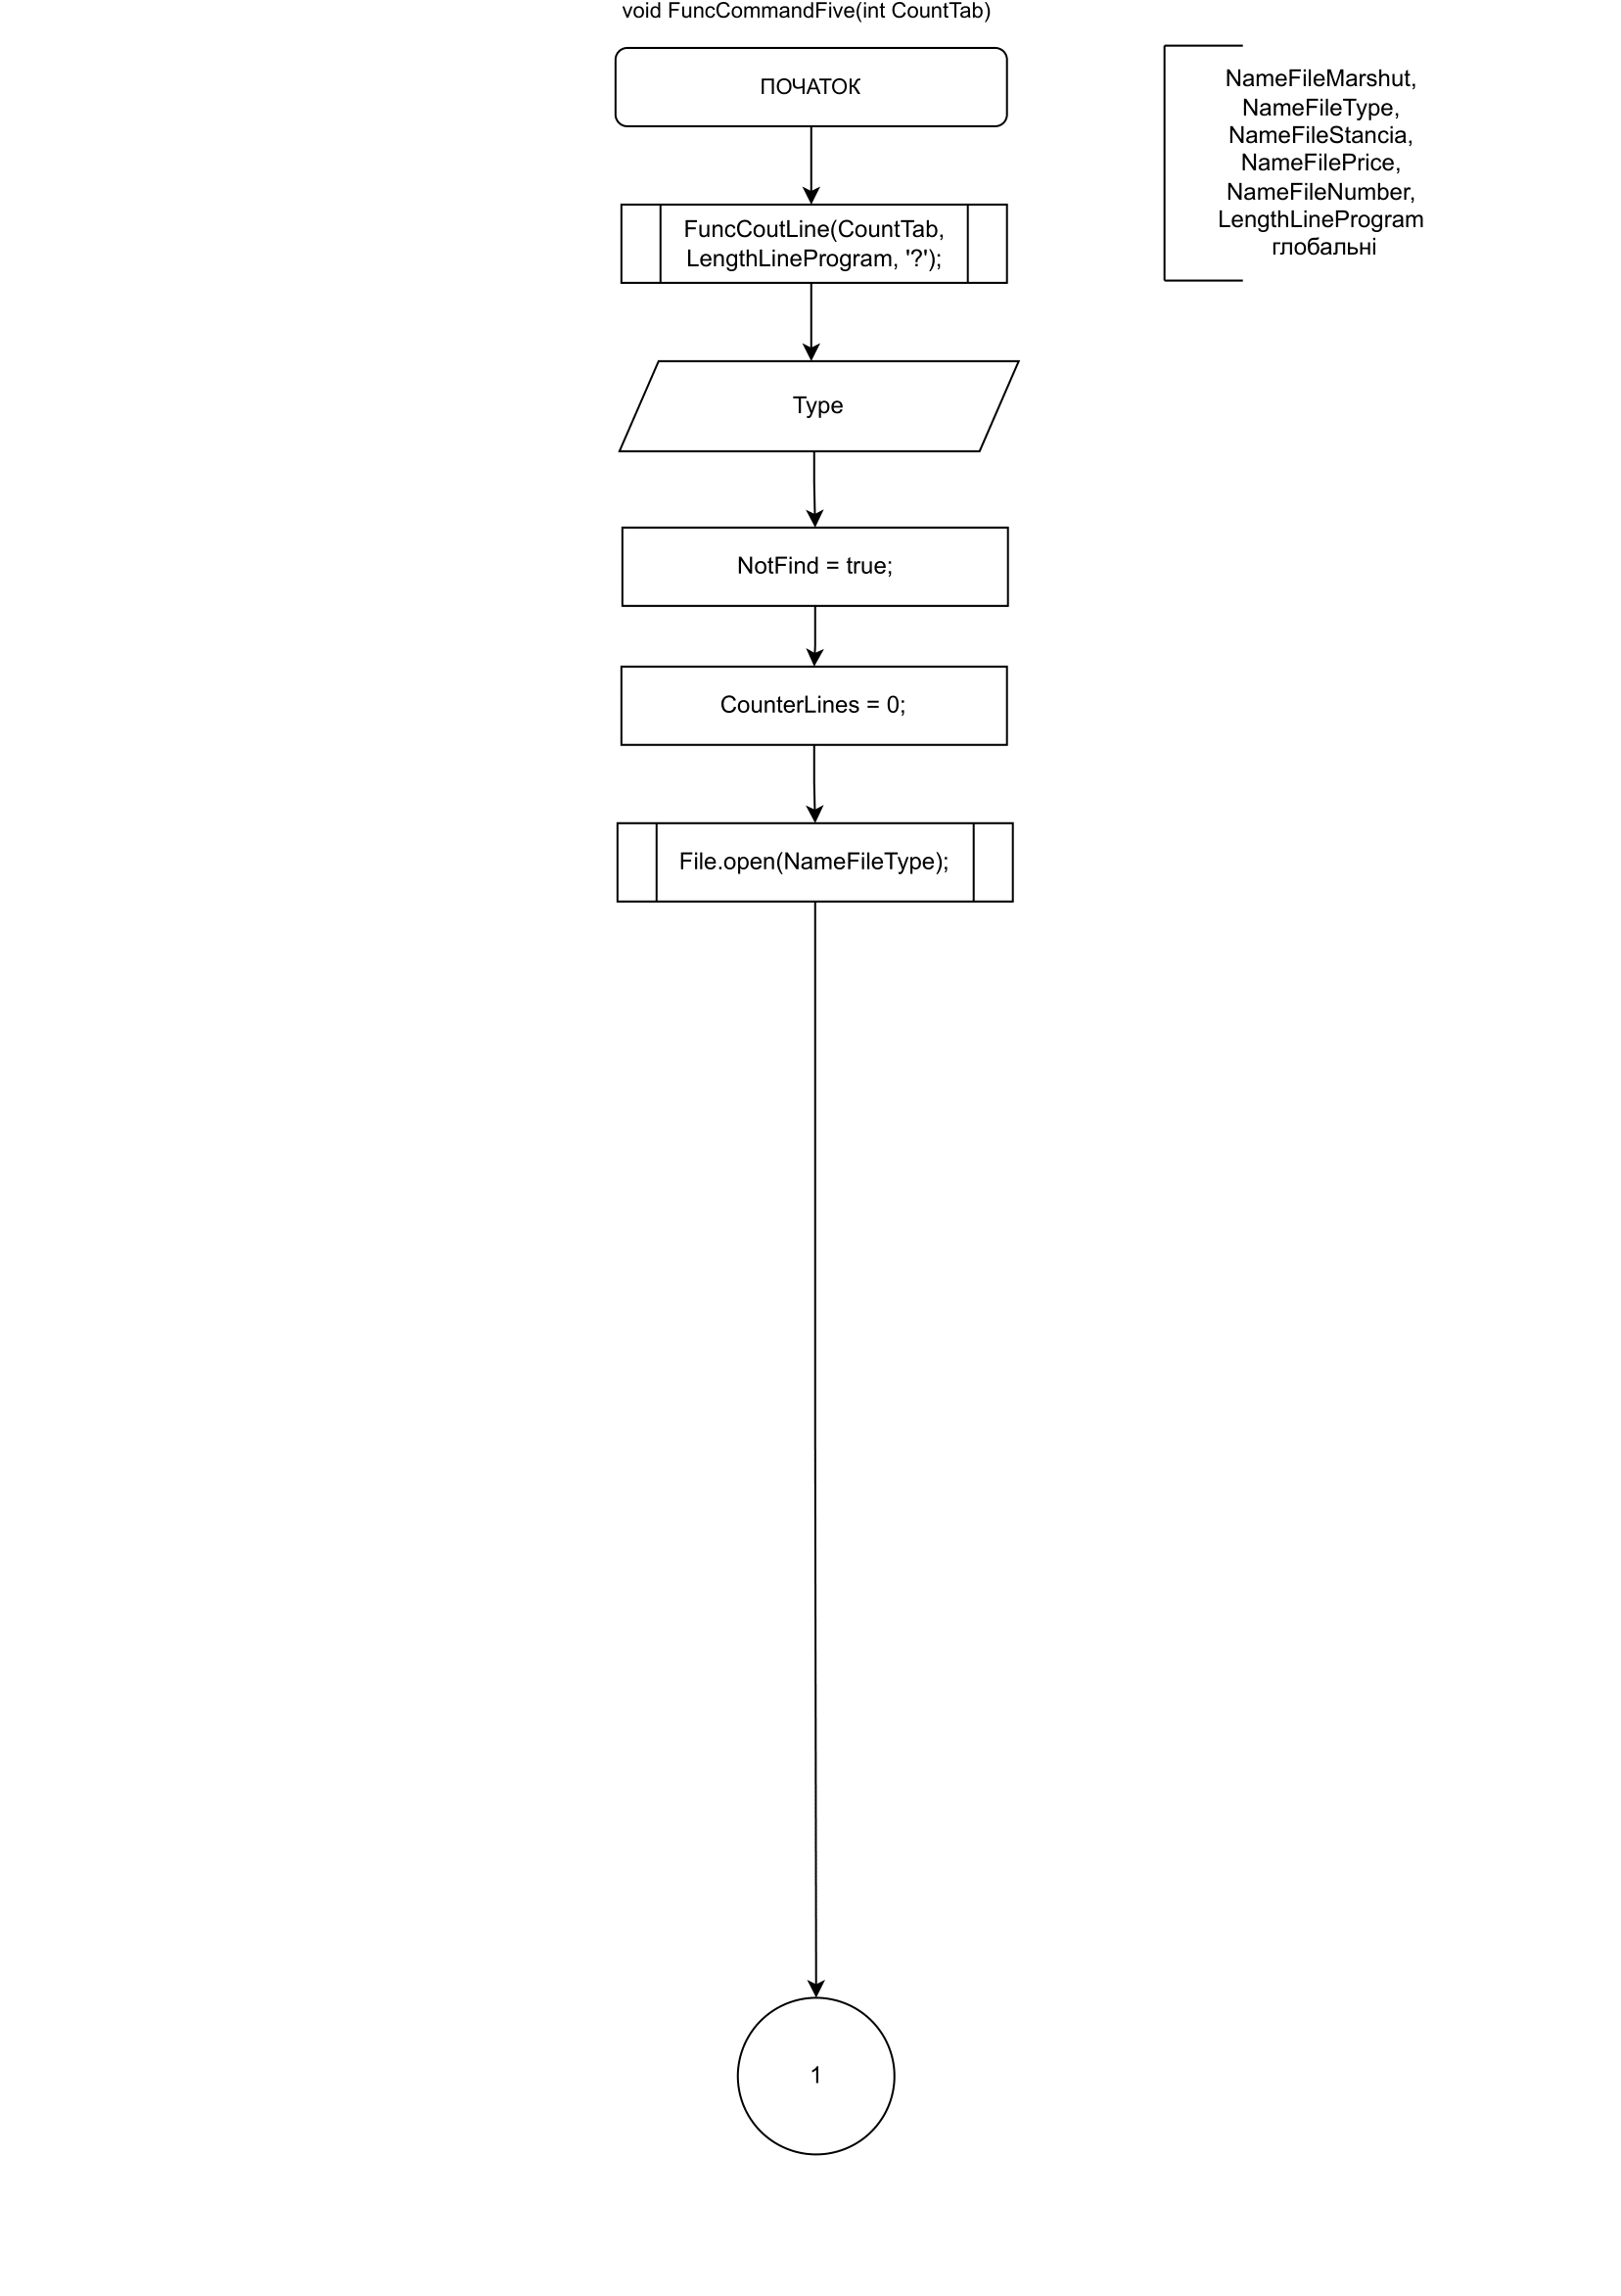 void FuncCommandFive(int CountTab)
ПОЧАТОК
NameFileMarshut,
NameFileType,
NameFileStancia,
NameFilePrice,
NameFileNumber,
LengthLineProgram
глобальні
FuncCoutLine(CountTab,
LengthLineProgram, '?');
Type
NotFind = true;
CounterLines = 0;
File.open(NameFileType);
1